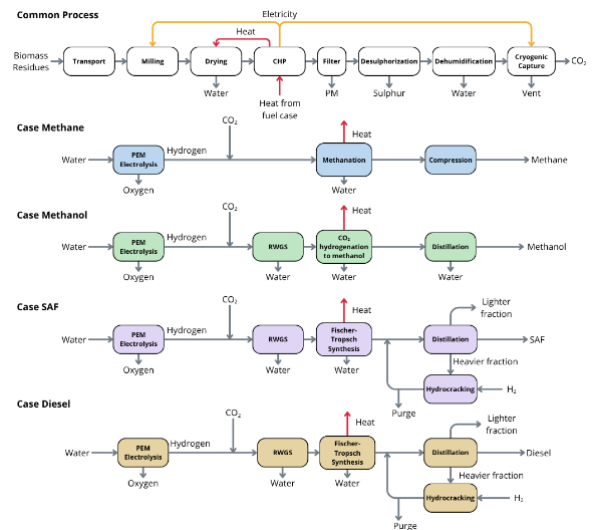 Common Process
Eletricity
Heat
Biomass
Residues
Transport
Milling
Drying
CHP
Filter
Desulphorization
Dehumidification
Cryogenic
Capture
CO₂
Water
Heat from
fuel case
PM
Sulphur
Water
Vent
Case Methane
CO₂
Heat
Water
PEM
Electrolysis
Hydrogen
Methanation
Compression
Methane
Oxygen
Water
Case Methanol
CO₂
Heat
Water
PEM
Electrolysis
Hydrogen
RWGS
CO₂
hydrogenation
to methanol
Distillation
Methanol
Oxygen
Water
Water
Water
Case SAF
CO₂
Heat
Lighter
fraction
Water
PEM
Electrolysis
Hydrogen
RWGS
Fischer-
Tropsch
Synthesis
Distillation
SAF
Oxygen
Water
Water
Heavier fraction
Hydrocracking
H₂
Purge
Case Diesel
CO₂
Heat
Lighter
fraction
Water
PEM
Electrolysis
Hydrogen
RWGS
Fischer-
Tropsch
Synthesis
Distillation
Diesel
Oxygen
Water
Water
Heavier fraction
Hydrocracking
H₂
Purge